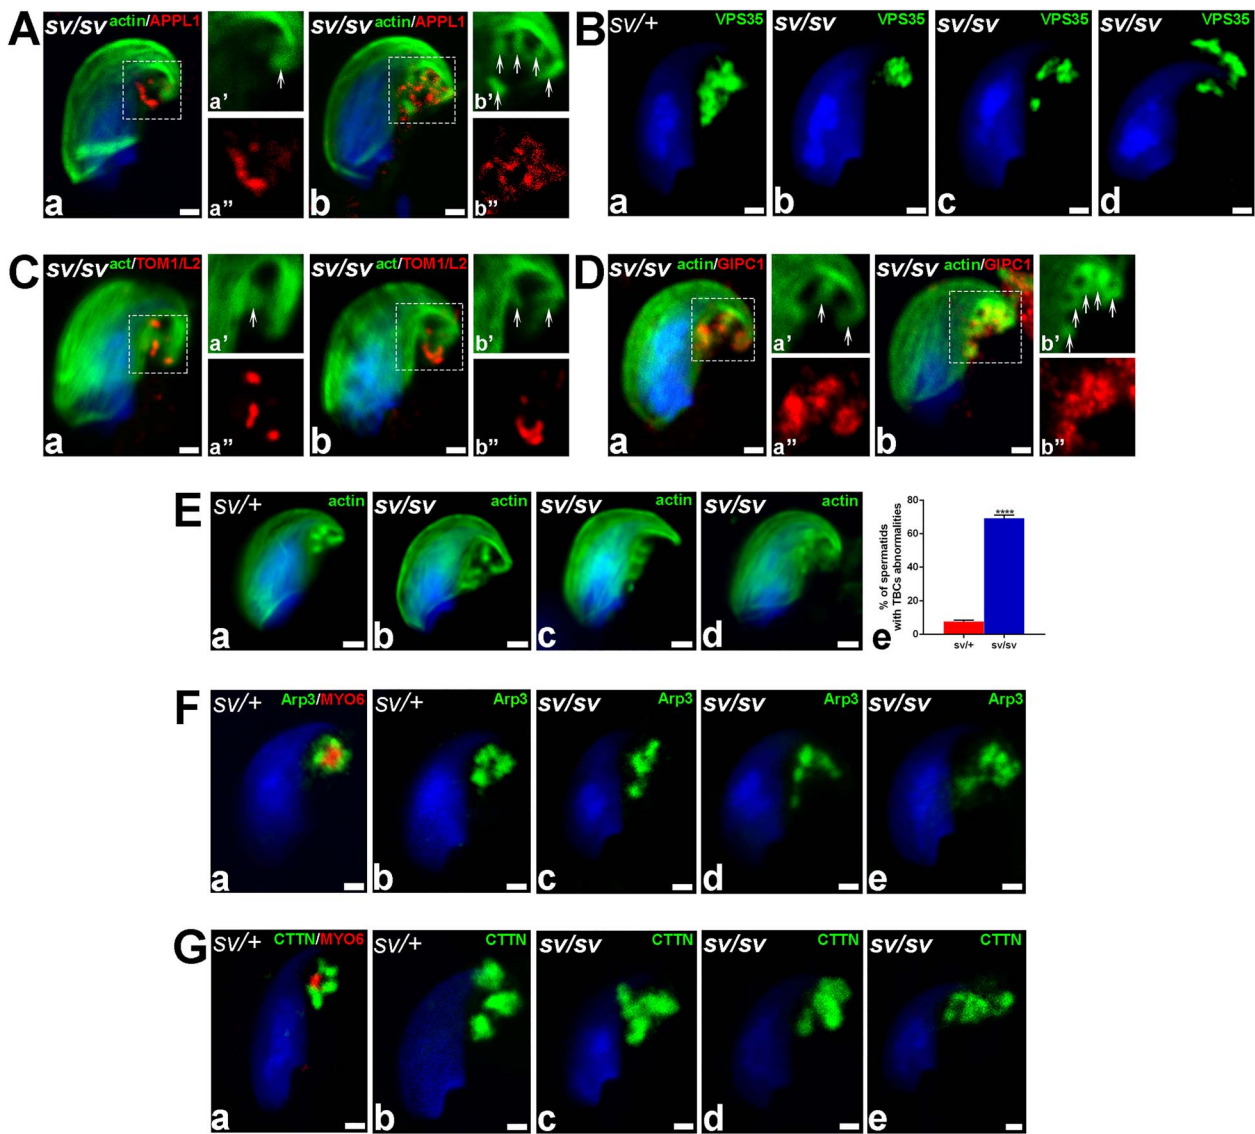 A
sv/sv actin/APPL1
a
a'
a''
sv/sv actin/APPL1
b
b'
b''
B
sv/+ VPS35
a
sv/sv VPS35
b
sv/sv VPS35
c
sv/sv VPS35
d
C
sv/sv act/TOM1/L2
a
a'
a''
sv/sv act/TOM1/L2
b
b'
b''
D
sv/sv actin/GIPC1
a
a'
a''
sv/sv actin/GIPC1
b
b'
b''
E
sv/+ actin
a
sv/sv actin
b
sv/sv actin
c
sv/sv actin
d
e
% of spermatids
with TBCs abnormalities
80
60
40
20
0
****
sv/+ sv/sv
F
sv/+ Arp3/MYO6
a
sv/+ Arp3
b
sv/sv Arp3
c
sv/sv Arp3
d
sv/sv Arp3
e
G
sv/+ CTTN/MYO6
a
sv/+ CTTN
b
sv/sv CTTN
c
sv/sv CTTN
d
sv/sv CTTN
e